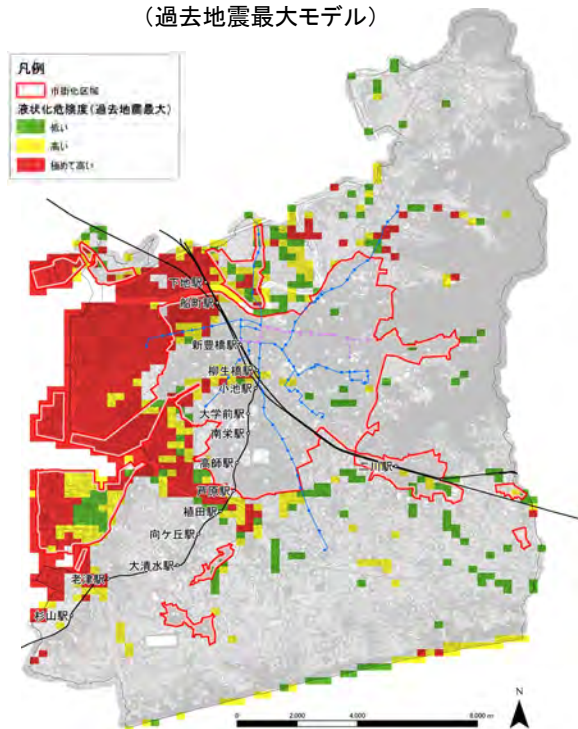 （過去地震最大モデル）
凡例
市街化区域
液状化危険度（過去地震最大）
低い
高い
極めて高い
下地駅
船町駅
新豊橋駅
柳生橋駅
小池駅
大学前駅
南栄駅
高師駅
二川駅
芦原駅
植田駅
向ケ丘駅
大清水駅
老津駅
杉山駅
N
0 2,000 4,000 8,000 m